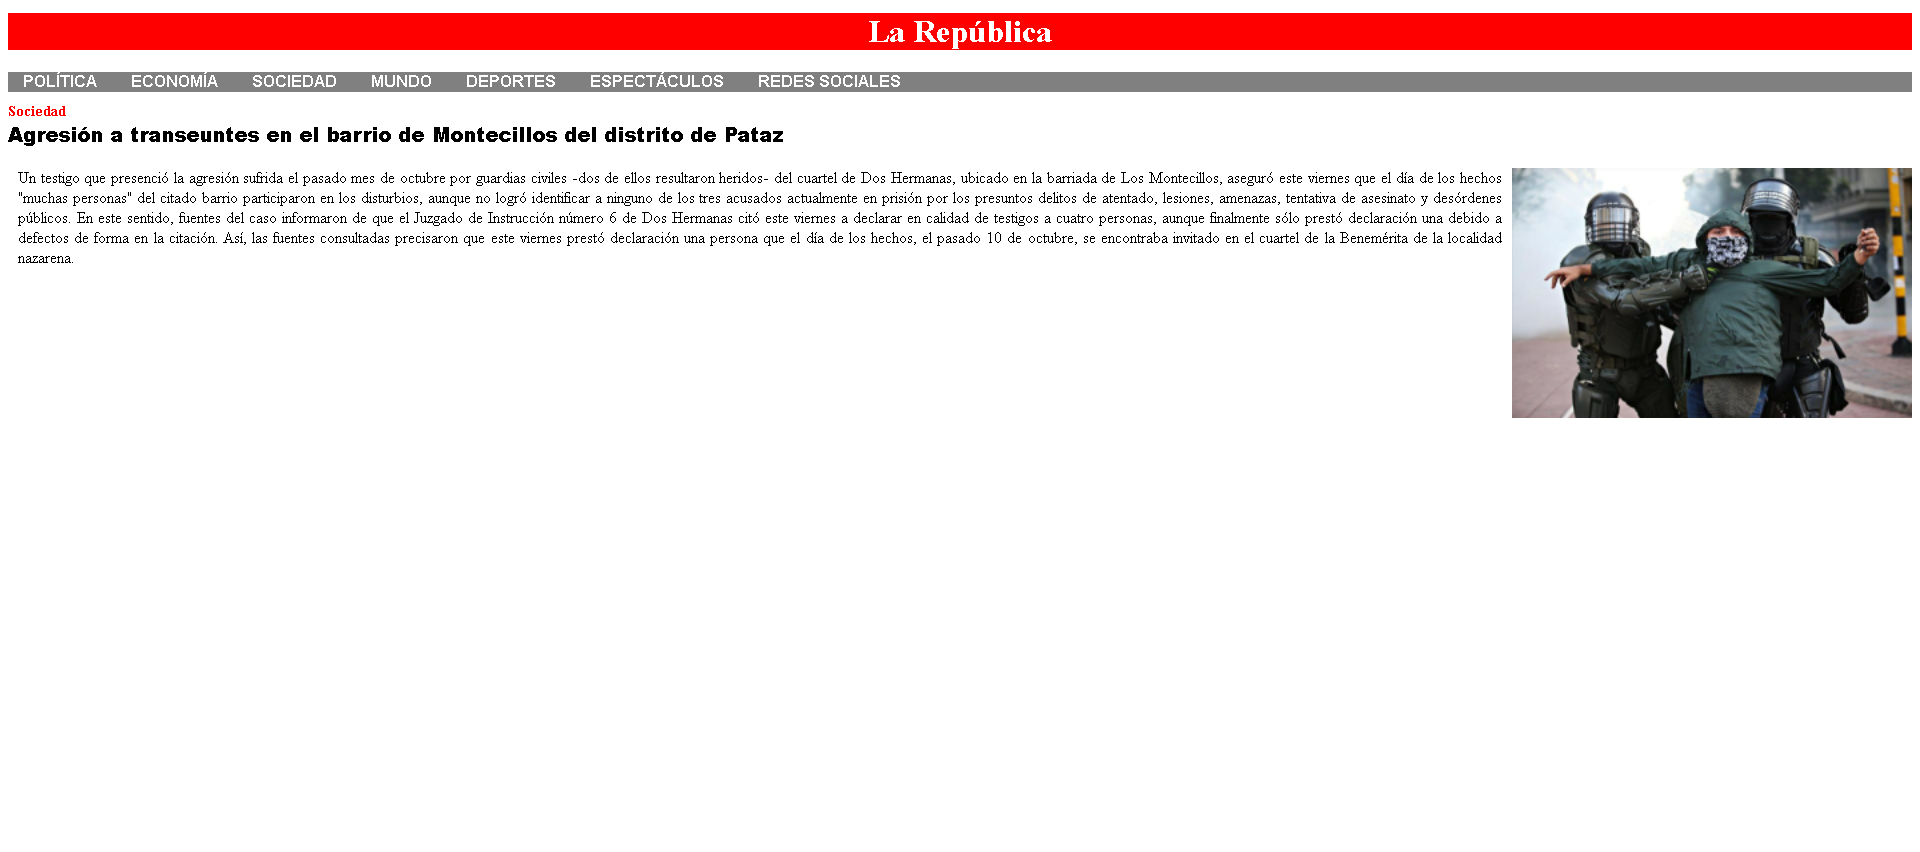 La República
POLÍTICA ECONOMÍA SOCIEDAD MUNDO DEPORTES ESPECTÁCULOS REDES SOCIALES
Sociedad
Agresión a transeuntes en el barrio de Montecillos del distrito de Pataz
Un testigo que presenció la agresión sufrida el pasado mes de octubre por guardias civiles -dos de ellos resultaron heridos- del cuartel de Dos Hermanas, ubicado en la barriada de Los Montecillos, aseguró este viernes que el día de los hechos
"muchas personas" del citado barrio participaron en los disturbios, aunque no logró identificar a ninguno de los tres acusados actualmente en prisión por los presuntos delitos de atentado, lesiones, amenazas, tentativa de asesinato y desórdenes
públicos. En este sentido, fuentes del caso informaron de que el Juzgado de Instrucción número 6 de Dos Hermanas citó este viernes a declarar en calidad de testigos a cuatro personas, aunque finalmente sólo prestó declaración una debido a
defectos de forma en la citación. Así, las fuentes consultadas precisaron que este viernes prestó declaración una persona que el día de los hechos, el pasado 10 de octubre, se encontraba invitado en el cuartel de la Benemérita de la localidad
nazarena.